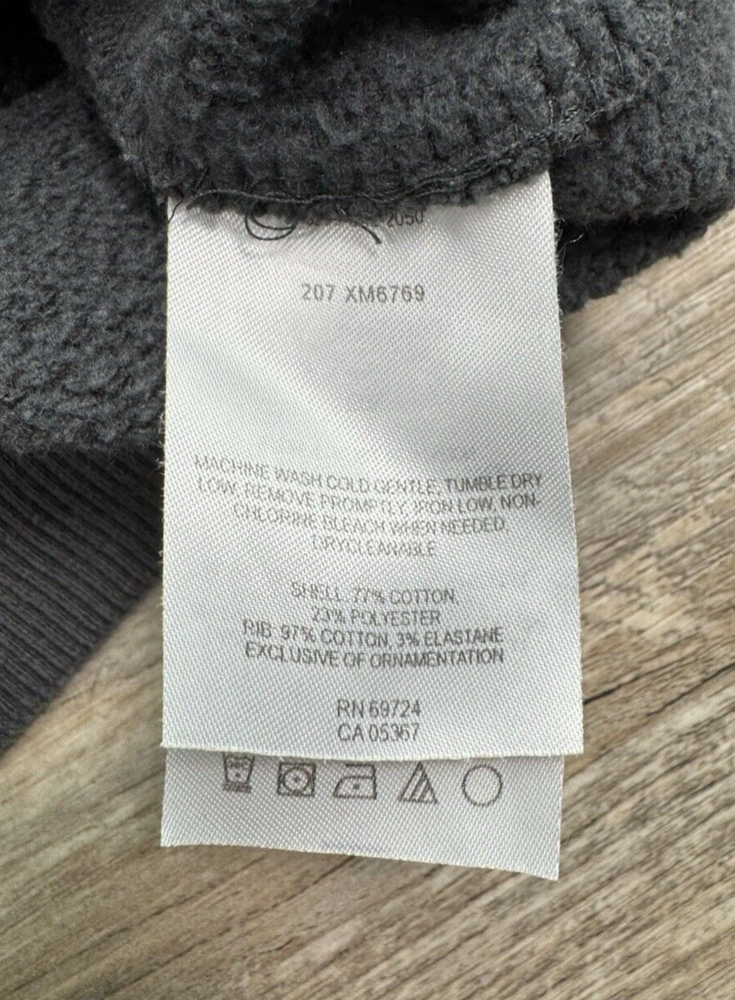 2050
207 XM6769
MACHINE WASH COLD GENTLE, TUMBLE DRY
LOW, REMOVE PROMPTLY, IRON LOW, NON-
CHLORINE BLEACH WHEN NEEDED,
DRYCLEANABLE
SHELL: 77% COTTON,
23% POLYESTER
RIB: 97% COTTON, 3% ELASTANE
EXCLUSIVE OF ORNAMENTATION
RN 69724
CA 05367